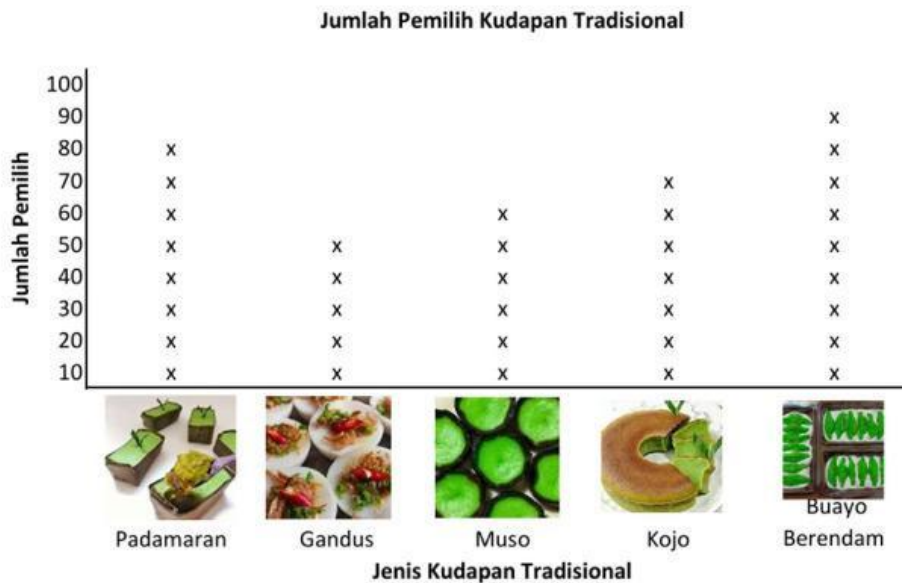 Jumlah Pemilih Kudapan Tradisional
Jumlah Pemilih
100
90
x
80
x
x
70
x
x
x
60
x
x
x
x
50
x
x
x
x
x
40
x
x
x
x
x
30
x
x
x
x
x
20
x
x
x
x
x
10
x
x
x
x
x
Padamaran
Gandus
Muso
Kojo
Buayo
Berendam
Jenis Kudapan Tradisional